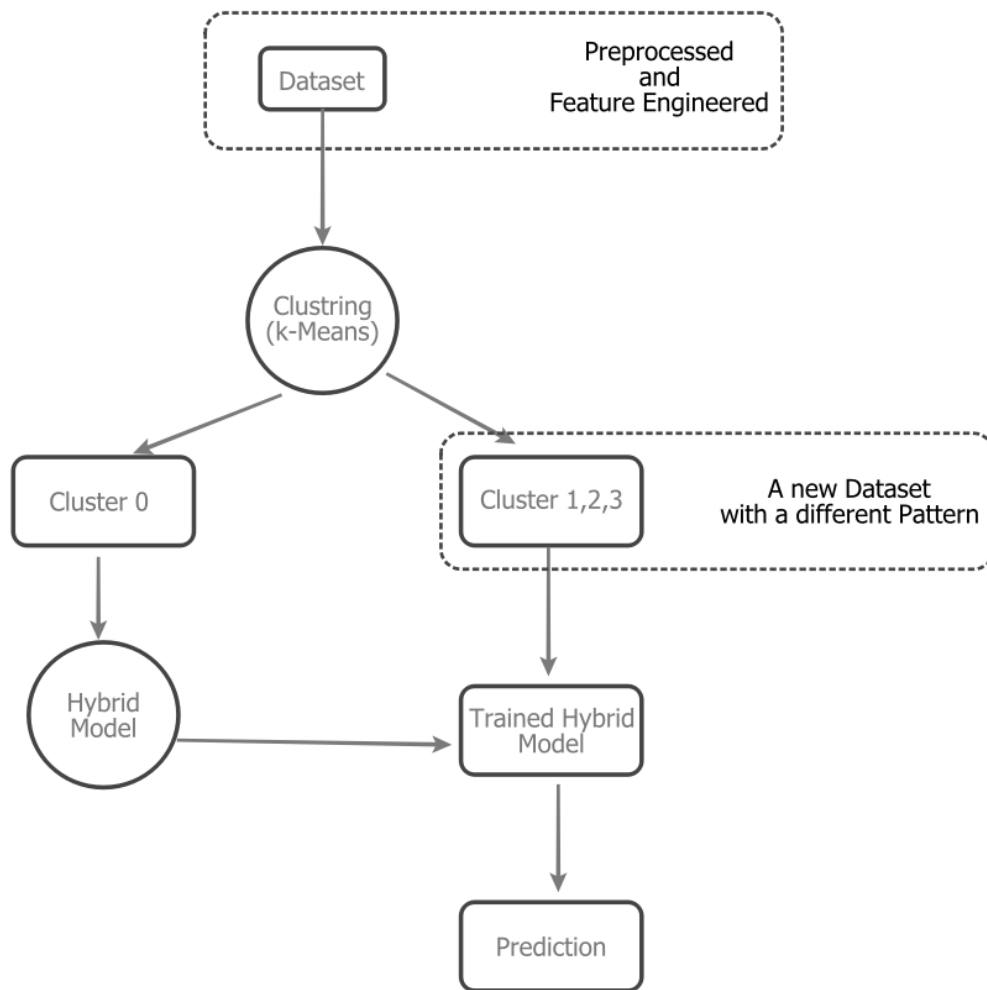 Dataset
Preprocessed
and
Feature Engineered
Clustring
(k-Means)
Cluster 0
Cluster 1,2,3
A new Dataset
with a different Pattern
Hybrid
Model
Trained Hybrid
Model
Prediction